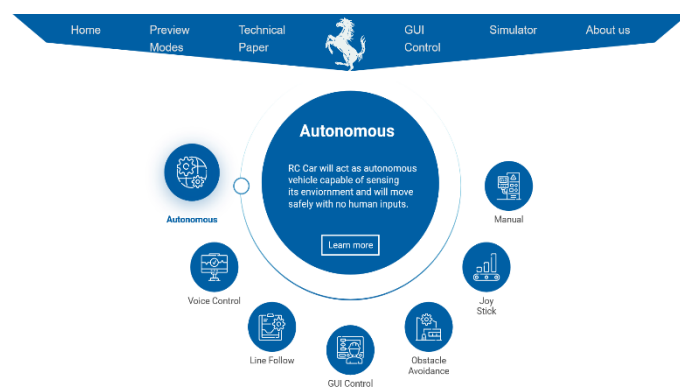 Home
Preview
Modes
Technical
Paper
GUI
Control
Simulator
About us
Autonomous
RC Car will act as autonomous
vehicle capable of sensing
its enviornment and will move
safely with no human inputs.
Learn more
Autonomous
Voice Control
Line Follow
GUI Control
Obstacle
Avoidance
Joy
Stick
Manual